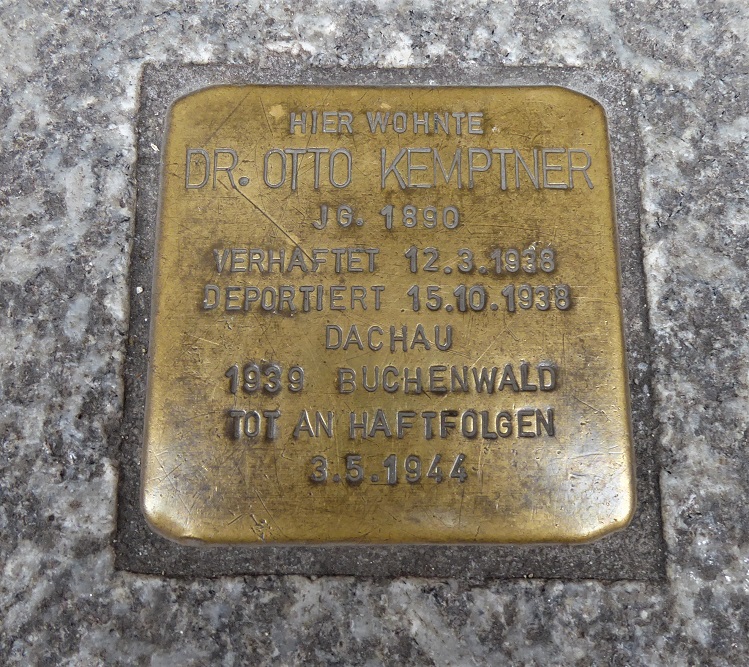 HIER WOHNTE
DR. OTTO KEMPTNER
JG. 1890
VERHAFTET 12.3.1938
DEPORTIERT 15.10.1938
DACHAU
1939 BUCHENWALD
TOT AN HAFTFOLGEN
3.5.1944